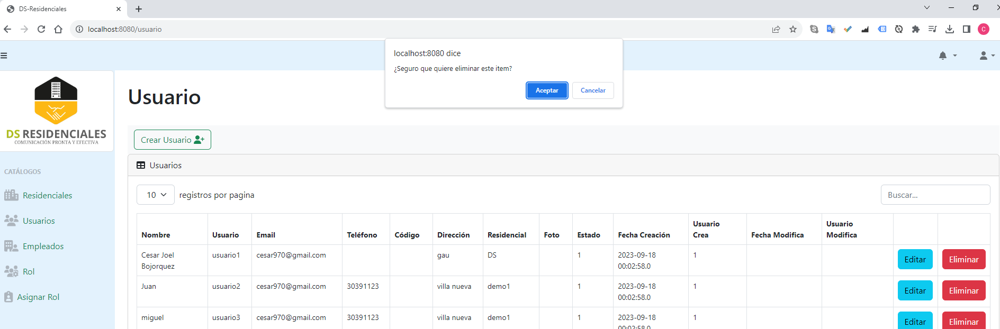 DS-Residenciales
localhost:8080/usuario
C
localhost:8080 dice
¿Seguro que quiere eliminar este item?
Aceptar Cancelar
DS RESIDENCIALES
COMUNICACIÓN PRONTA Y EFECTIVA
CATÁLOGOS
Residenciales
Usuarios
Empleados
Rol
Asignar Rol
Usuario
Crear Usuario
Usuarios
10 registros por pagina
Buscar...
Nombre Usuario Email Teléfono Código Dirección Residencial Foto Estado Fecha Creación Usuario Crea Fecha Modifica Usuario Modifica
Cesar Joel Bojorquez usuario1 cesar970@gmail.com gau DS 1 2023-09-18 00:02:58.0 1 Editar Eliminar
Juan usuario2 cesar970@gmail.com 30391123 villa nueva demo1 1 2023-09-18 00:02:58.0 1 Editar Eliminar
miguel usuario3 cesar970@gmail.com 30391123 villa nueva demo1 1 2023-09-18 00:02:58.0 1 Editar Eliminar